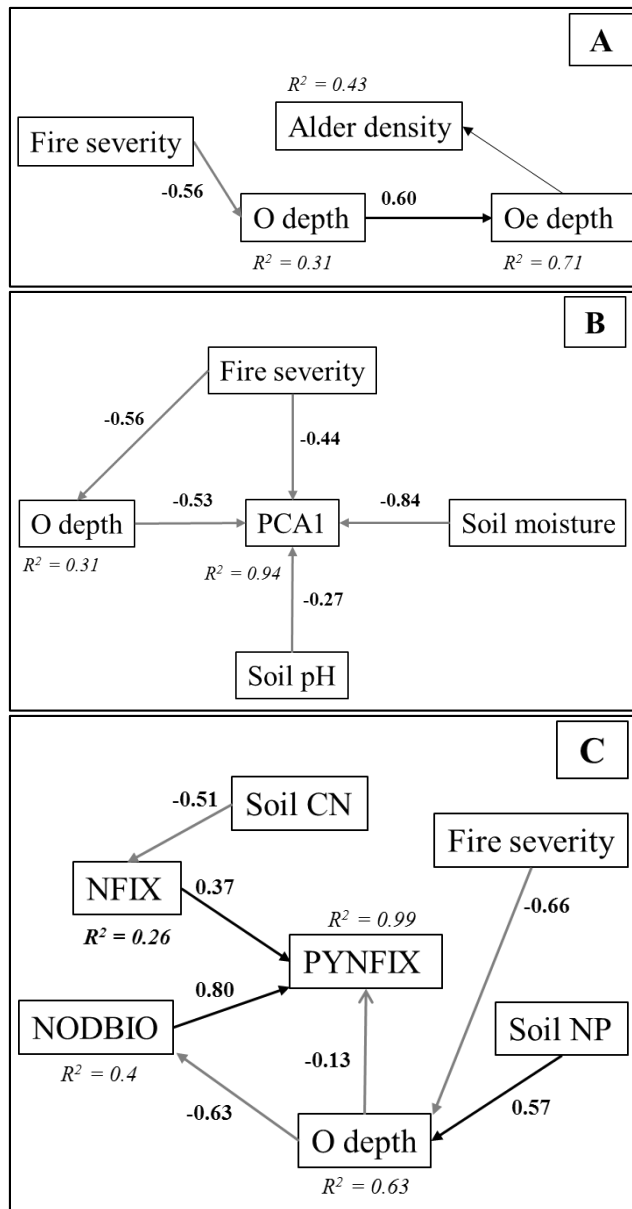 A
R² = 0.43
Fire severity
Alder density
-0.56
0.60
O depth
Oe depth
R² = 0.31
R² = 0.71
B
Fire severity
-0.56
-0.44
-0.53
-0.84
O depth
PCA1
Soil moisture
R² = 0.31
R² = 0.94
-0.27
Soil pH
C
-0.51
Soil CN
Fire severity
NFIX
0.37
-0.66
R² = 0.26
R² = 0.99
PYNFIX
0.80
NODBIO
Soil NP
R² = 0.4
-0.13
-0.63
0.57
O depth
R² = 0.63